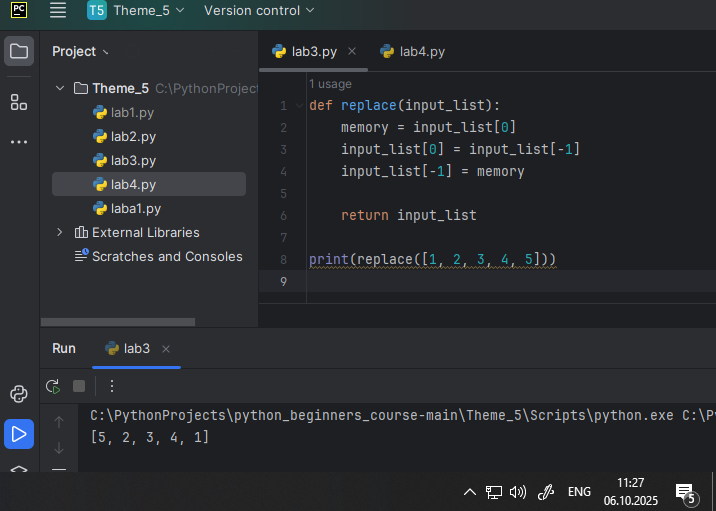 PC
T5 Theme_5 Version control
Project
lab3.py
lab4.py
Theme_5 C:\PythonProjec
lab1.py
lab2.py
lab3.py
lab4.py
laba1.py
External Libraries
Scratches and Consoles
1 usage
1 def replace(input_list):
2 memory = input_list[0]
3 input_list[0] = input_list[-1]
4 input_list[-1] = memory
5
6 return input_list
7
8 print(replace([1, 2, 3, 4, 5]))
9
Run lab3
C:\PythonProjects\python_beginners_course-main\Theme_5\Scripts\python.exe C:\Py
[5, 2, 3, 4, 1]
ENG
11:27
06.10.2025
5